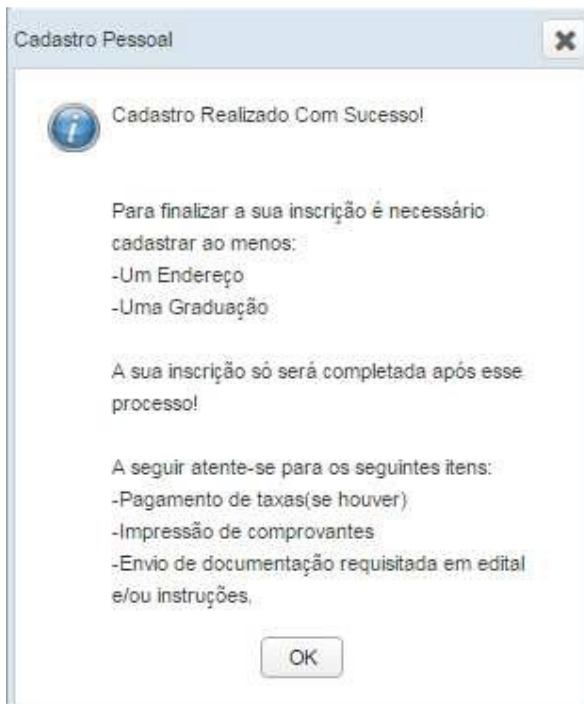 Cadastro Pessoal
Cadastro Realizado Com Sucesso!
Para finalizar a sua inscrição é necessário
cadastrar ao menos:
-Um Endereço
-Uma Graduação
A sua inscrição só será completada após esse
processo!
A seguir atente-se para os seguintes itens:
-Pagamento de taxas(se houver)
-Impressão de comprovantes
-Envio de documentação requisitada em edital
e/ou instruções.
OK